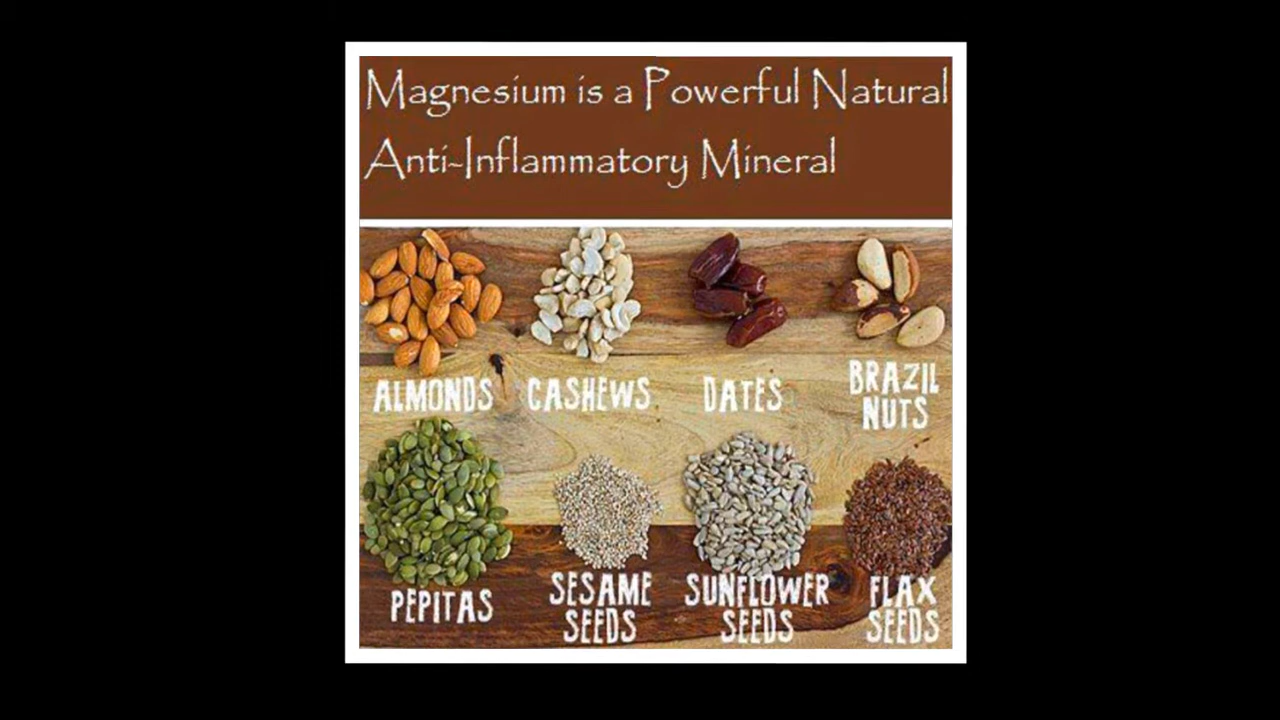 Magnesium is a Powerful Natural
Anti-Inflammatory Mineral
ALMONDS
CASHEWS
DATES
BRAZIL
NUTS
PEPITAS
SESAME
SEEDS
SUNFLOWER
SEEDS
FLAX
SEEDS